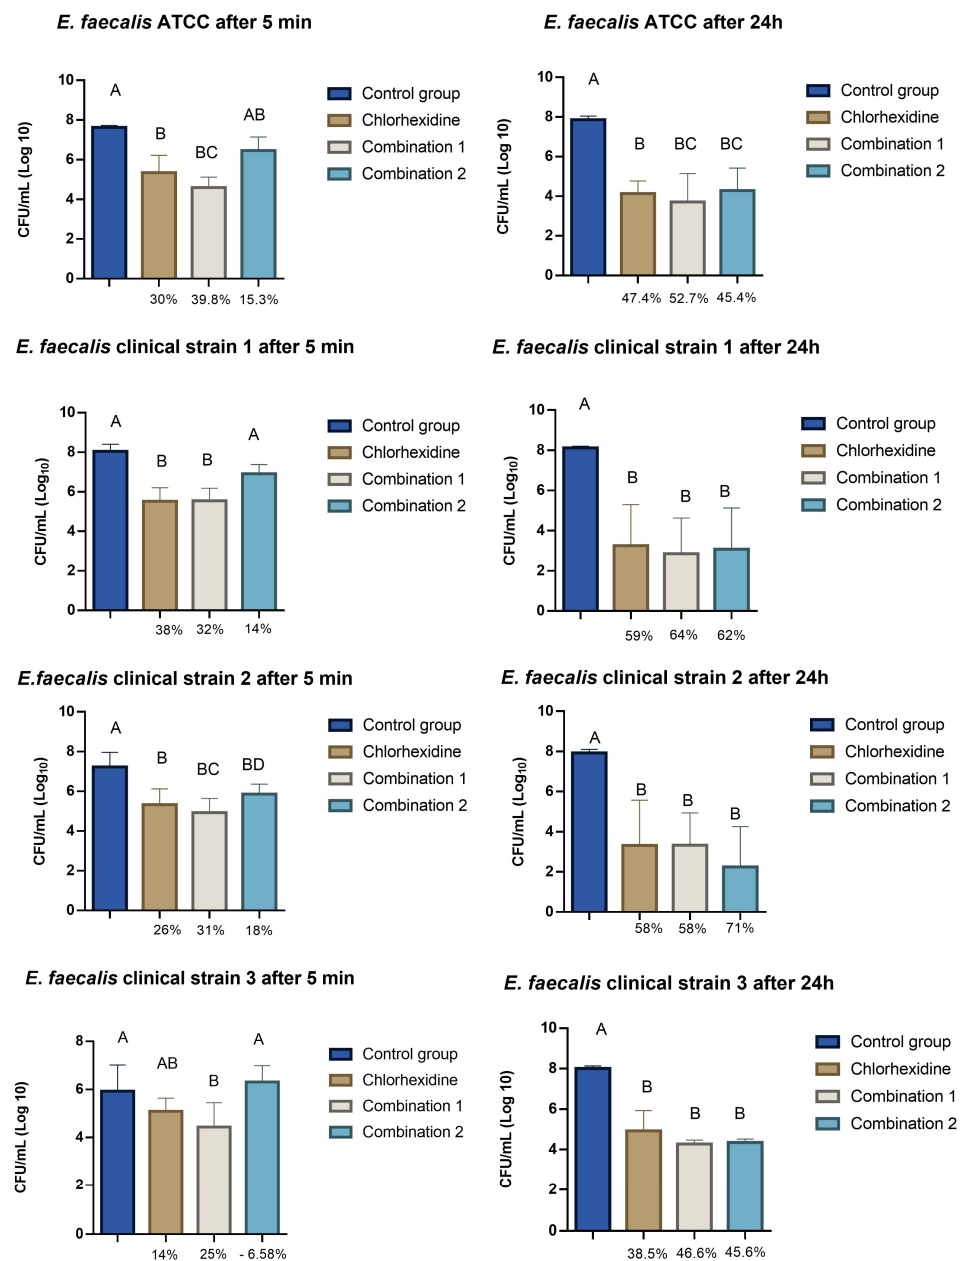 E. faecalis ATCC after 5 min
CFU/mL (Log 10)
10
8
6
4
2
0
A
B
BC
AB
30%
39.8%
15.3%
Control group
Chlorhexidine
Combination 1
Combination 2
E. faecalis ATCC after 24h
CFU/mL (Log 10)
10
8
6
4
2
0
A
B
BC
BC
47.4%
52.7%
45.4%
Control group
Chlorhexidine
Combination 1
Combination 2
E. faecalis clinical strain 1 after 5 min
CFU/mL (Log10)
10
8
6
4
2
0
A
B
B
A
38%
32%
14%
Control group
Chlorhexidine
Combination 1
Combination 2
E. faecalis clinical strain 1 after 24h
CFU/mL (Log10)
10
8
6
4
2
0
A
B
B
B
59%
64%
62%
Control group
Chlorhexidine
Combination 1
Combination 2
E.faecalis clinical strain 2 after 5 min
CFU/mL (Log10)
10
8
6
4
2
0
A
B
BC
BD
26%
31%
18%
Control group
Chlorhexidine
Combination 1
Combination 2
E. faecalis clinical strain 2 after 24h
CFU/mL (Log10)
10
8
6
4
2
0
A
B
B
B
58%
58%
71%
Control group
Chlorhexidine
Combination 1
Combination 2
E. faecalis clinical strain 3 after 5 min
CFU/mL (Log 10)
8
6
4
2
0
A
AB
B
A
14%
25%
- 6.58%
Control group
Chlorhexidine
Combination 1
Combination 2
E. faecalis clinical strain 3 after 24h
CFU/mL (Log 10)
10
8
6
4
2
0
A
B
B
B
38.5%
46.6%
45.6%
Control group
Chlorhexidine
Combination 1
Combination 2